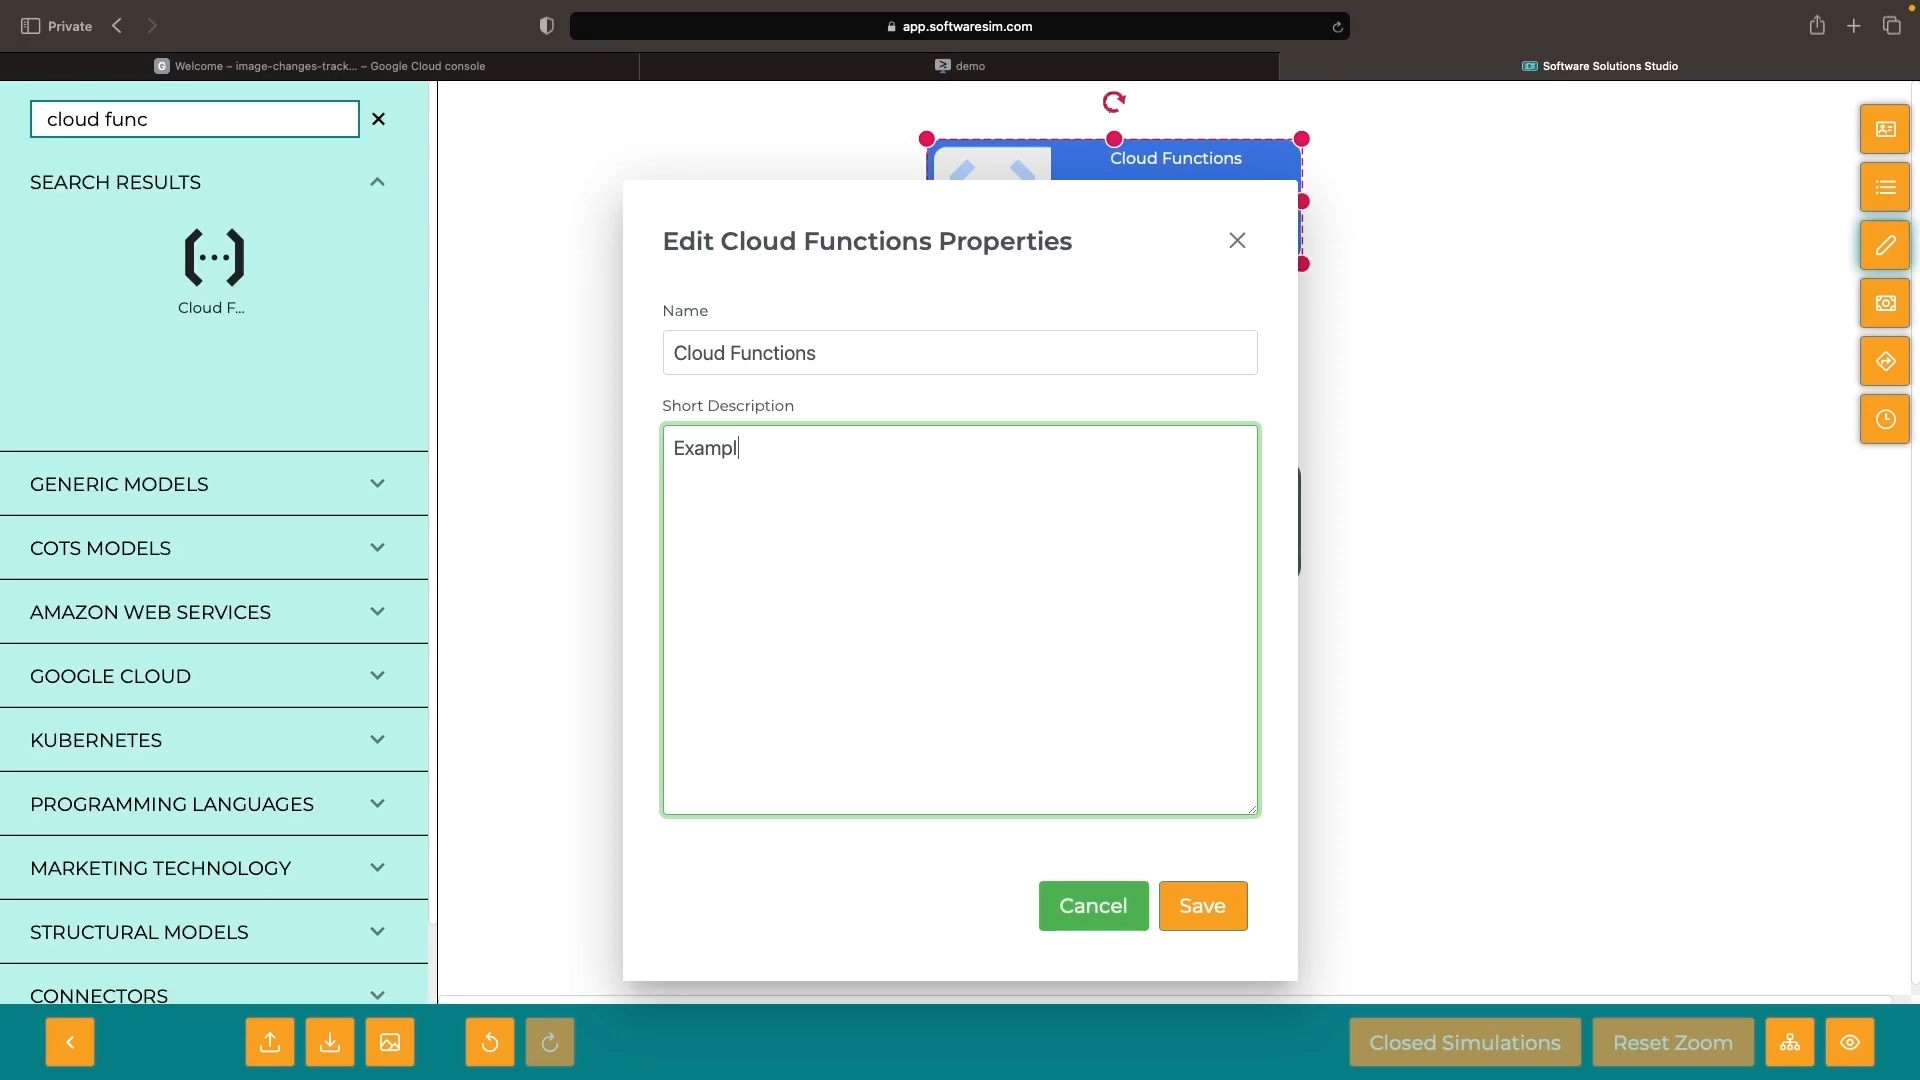 Private
app.softwaresim.com
Welcome – image-changes-track... – Google Cloud console
demo
Software Solutions Studio
cloud func
SEARCH RESULTS
Cloud F...
GENERIC MODELS
COTS MODELS
AMAZON WEB SERVICES
GOOGLE CLOUD
KUBERNETES
PROGRAMMING LANGUAGES
MARKETING TECHNOLOGY
STRUCTURAL MODELS
CONNECTORS
Cloud Functions
Edit Cloud Functions Properties
Name
Cloud Functions
Short Description
Exampl
Cancel
Save
Closed Simulations
Reset Zoom